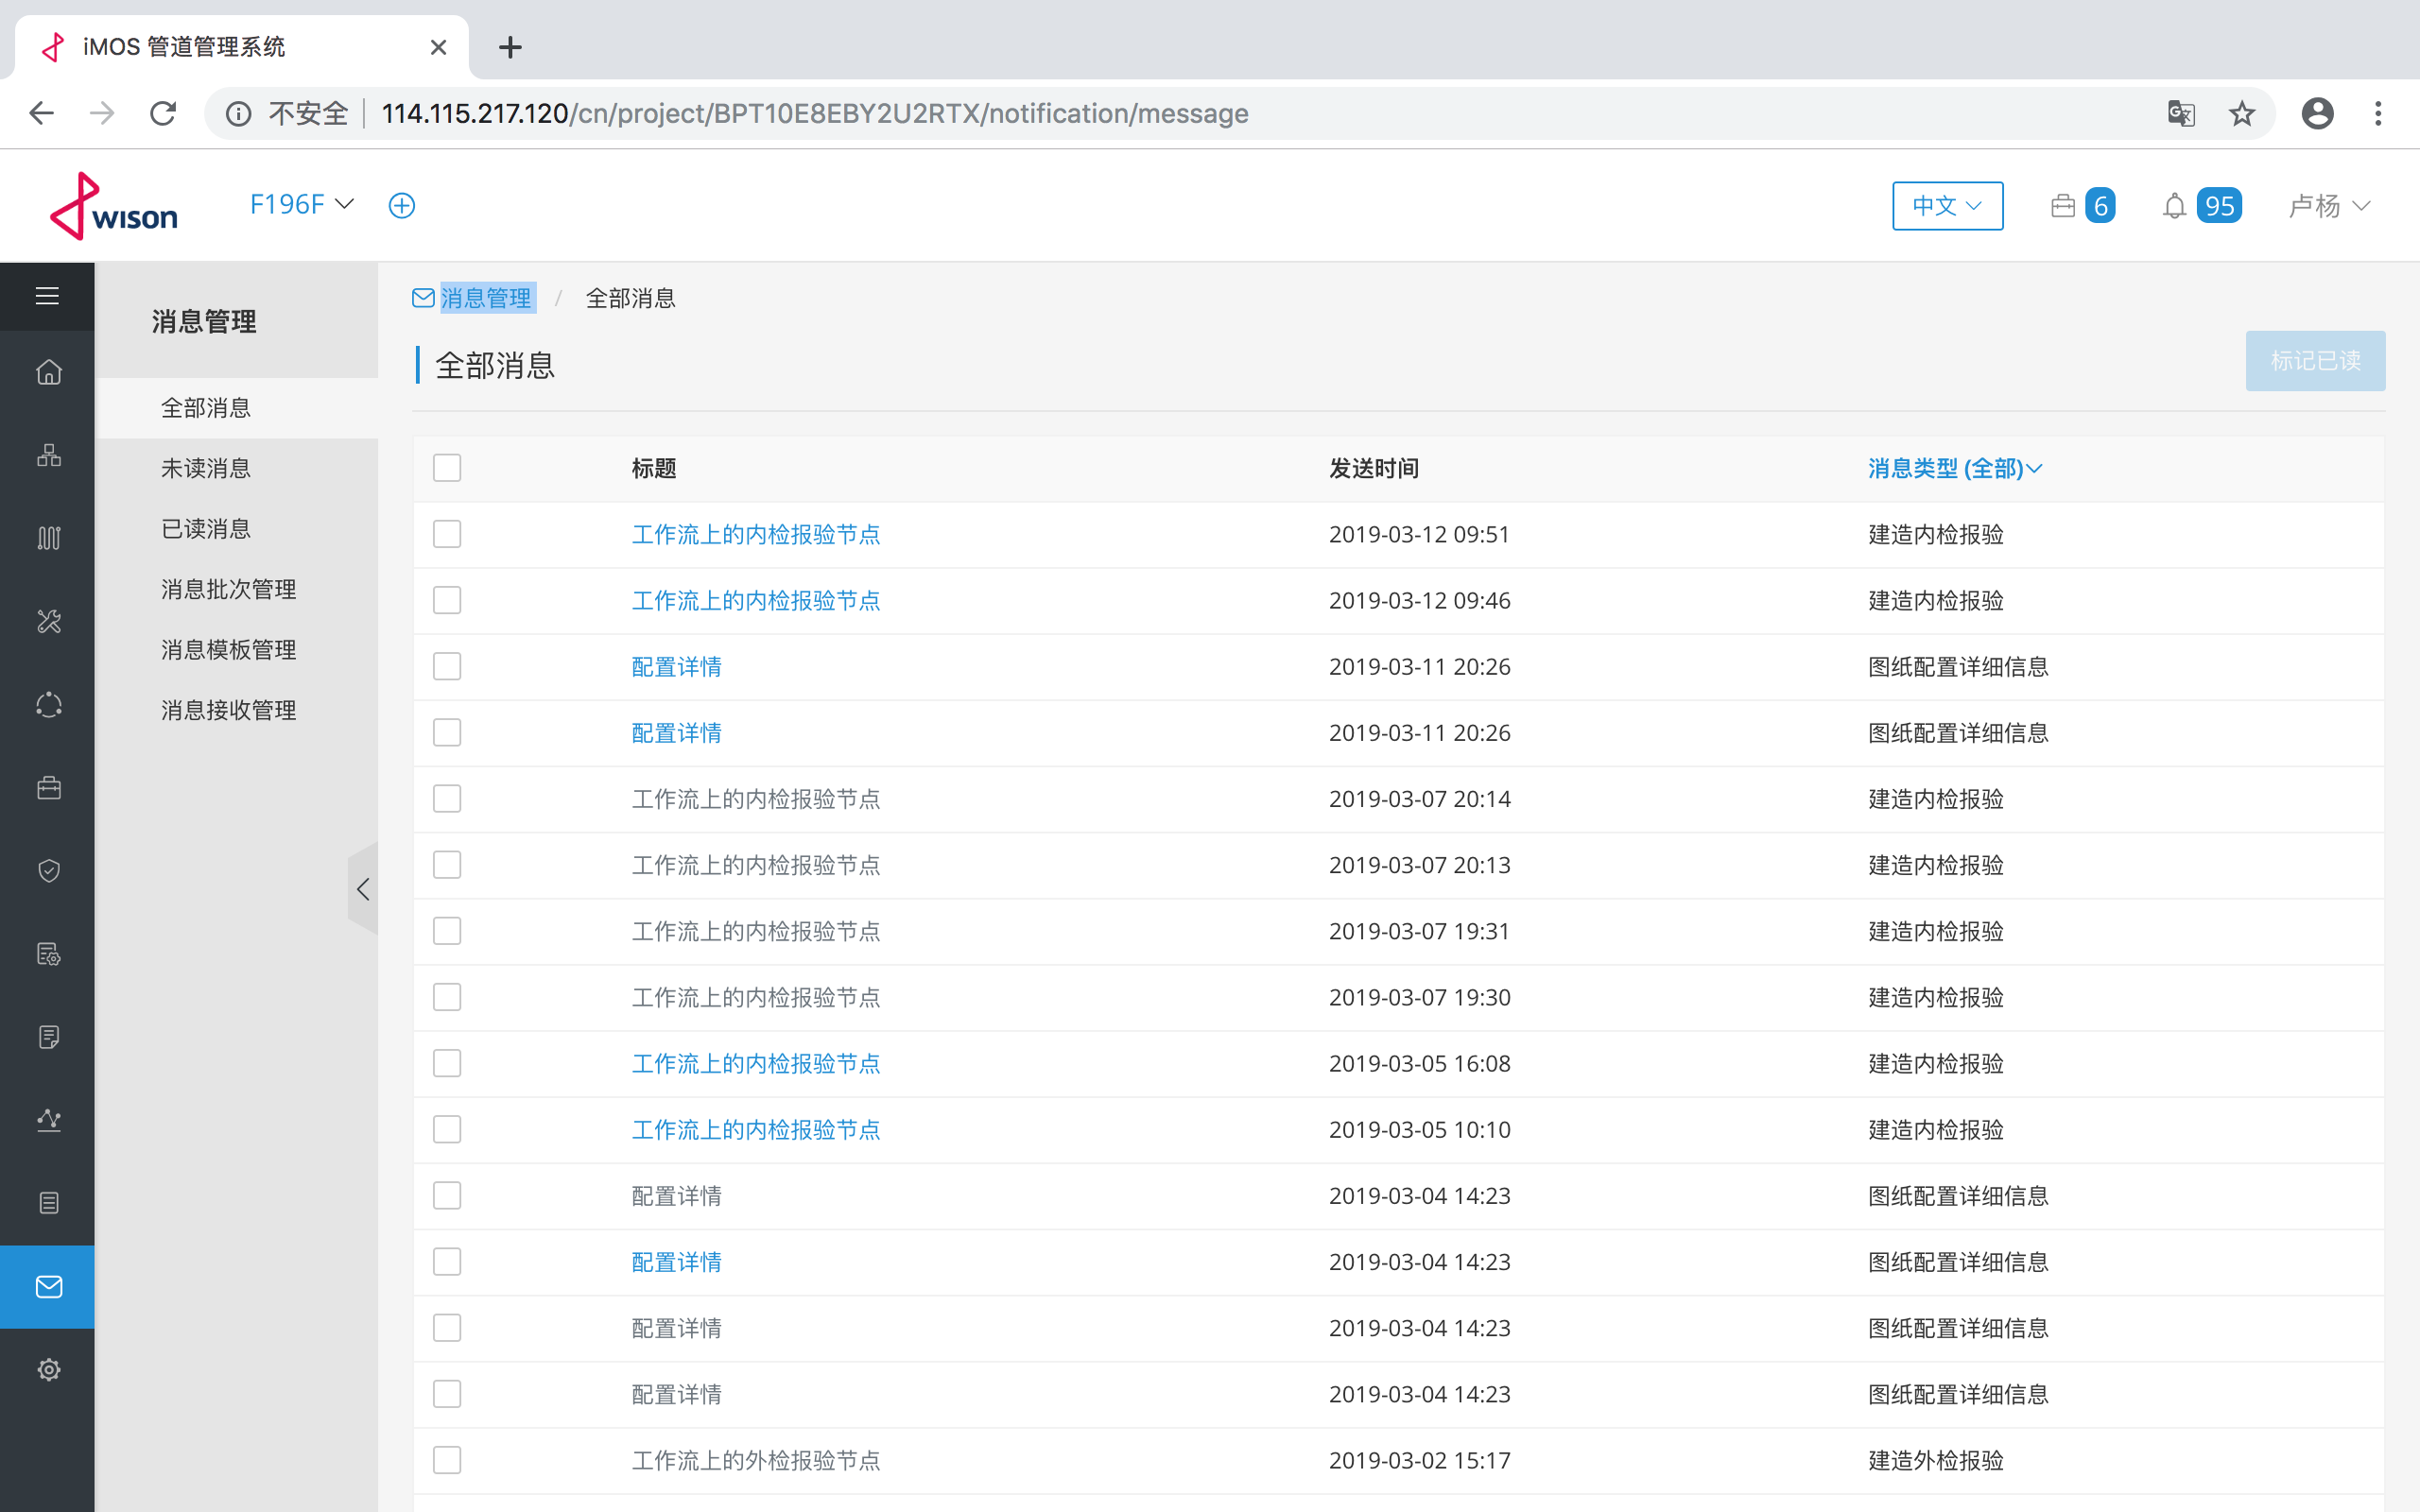 iMOS 管道管理系统
不安全 114.115.217.120/cn/project/BPT10E8EBY2U2RTX/notification/message
wison F196F 中文 6 95 卢杨
消息管理 / 全部消息
消息管理
全部消息
标记已读
全部消息
未读消息
已读消息
消息批次管理
消息模板管理
消息接收管理
标题 发送时间 消息类型 (全部)
工作流上的内检报验节点 2019-03-12 09:51 建造内检报验
工作流上的内检报验节点 2019-03-12 09:46 建造内检报验
配置详情 2019-03-11 20:26 图纸配置详细信息
配置详情 2019-03-11 20:26 图纸配置详细信息
工作流上的内检报验节点 2019-03-07 20:14 建造内检报验
工作流上的内检报验节点 2019-03-07 20:13 建造内检报验
工作流上的内检报验节点 2019-03-07 19:31 建造内检报验
工作流上的内检报验节点 2019-03-07 19:30 建造内检报验
工作流上的内检报验节点 2019-03-05 16:08 建造内检报验
工作流上的内检报验节点 2019-03-05 10:10 建造内检报验
配置详情 2019-03-04 14:23 图纸配置详细信息
配置详情 2019-03-04 14:23 图纸配置详细信息
配置详情 2019-03-04 14:23 图纸配置详细信息
配置详情 2019-03-04 14:23 图纸配置详细信息
工作流上的外检报验节点 2019-03-02 15:17 建造外检报验